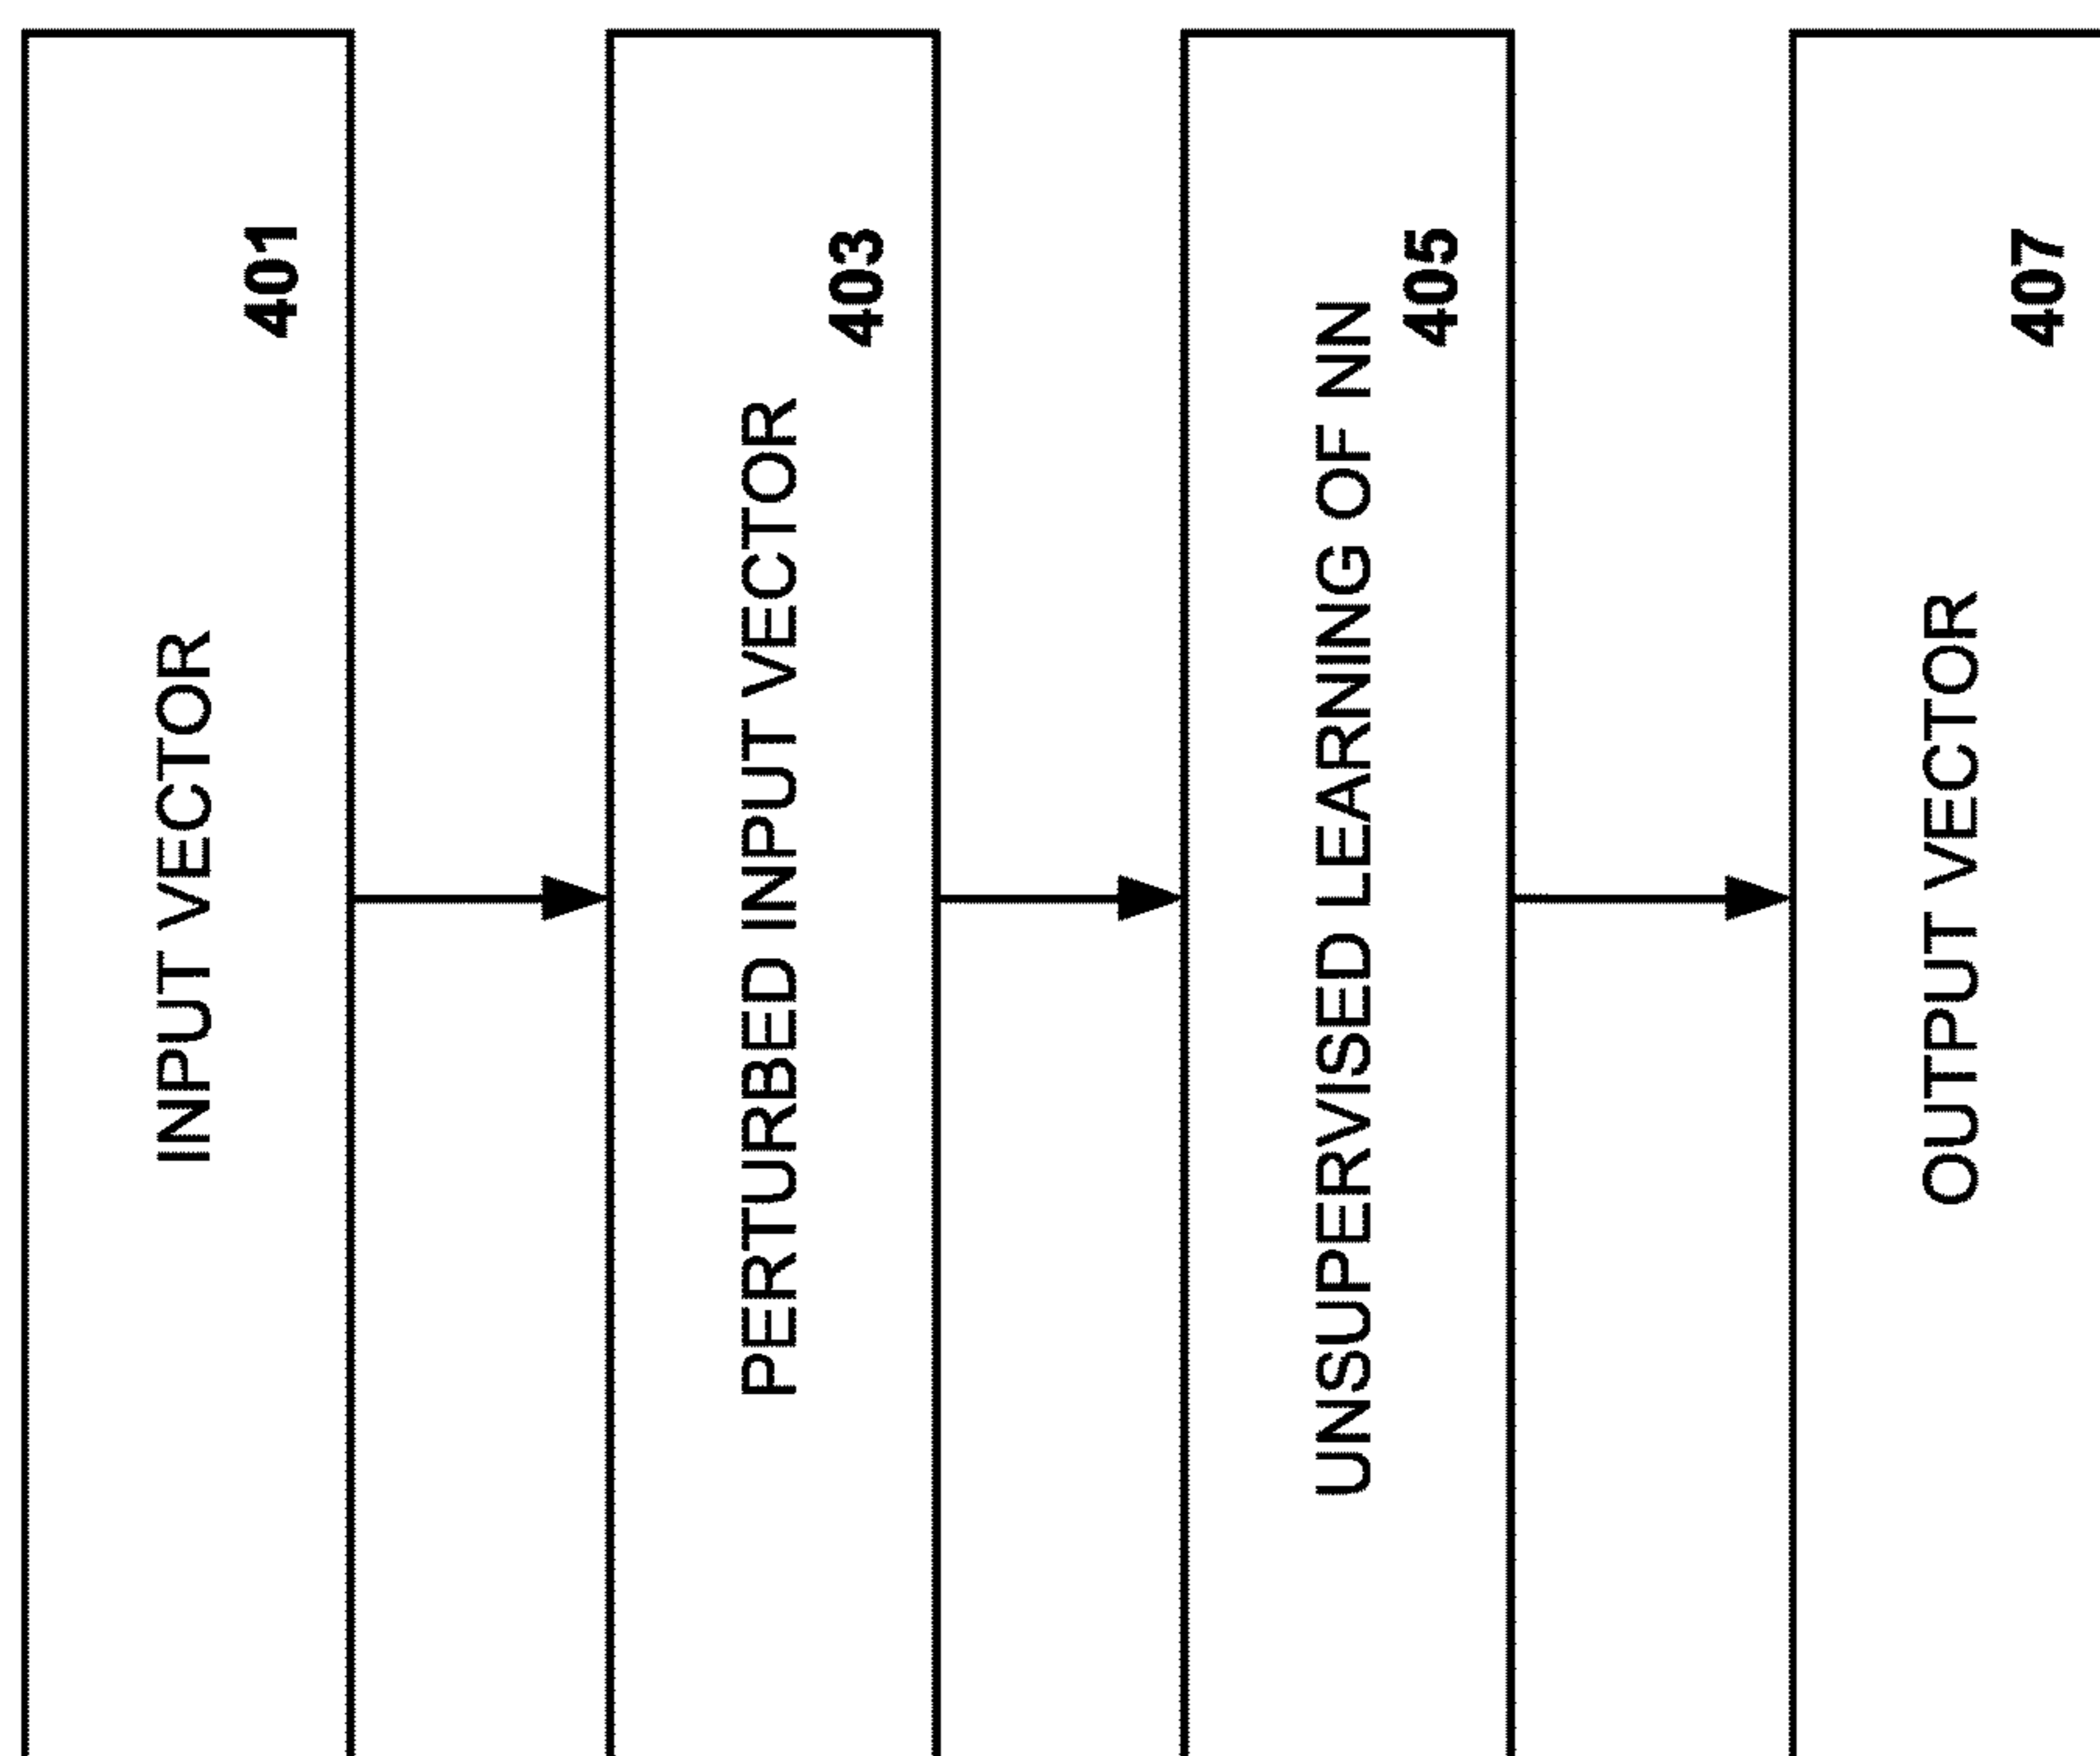 INPUT VECTOR
401
PERTURBED INPUT VECTOR
403
UNSUPERVISED LEARNING OF NN
405
OUTPUT VECTOR
407